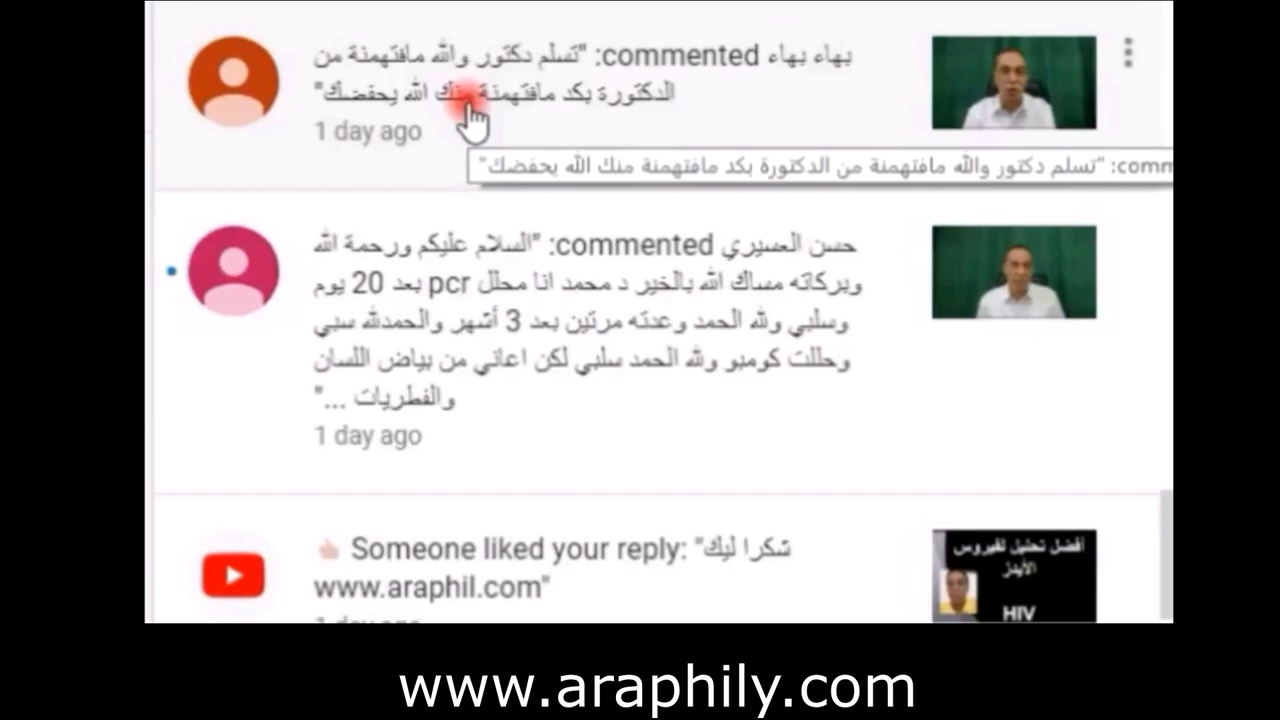 بهاء بهاء commented: "تسلم دكتور والله مافتهمنة من
الدكتورة بكد مافتهمنة منك الله يحفضك"
1 day ago
comm: "تسلم دكتور والله مافتهمنة من الدكتورة بكد مافتهمنة منك الله يحفضك"
حسن العسيري commented: "السلام عليكم ورحمة الله
وبركاته مساك الله بالخير د محمد انا محلل pcr بعد 20 يوم
وسلبي ولله الحمد وعدته مرتين بعد 3 أشهر والحمدلله سبي
وحللت كومبو ولله الحمد سلبي لكن اعاني من بياض اللسان
والفطريات ..."
1 day ago
Someone liked your reply: "شكرا ليك
www.araphil.com"
1 day ago
أفضل تحليل لفيروس
الأيدز
HIV
www.araphily.com